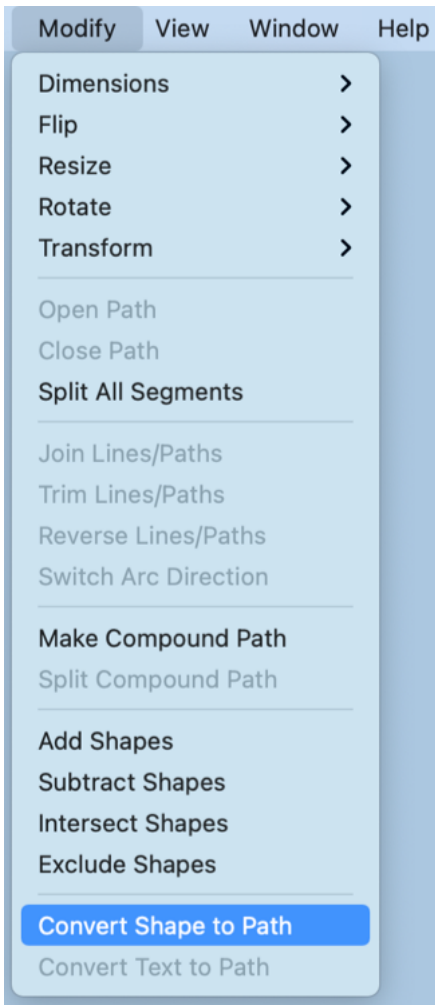 Modify View Window Help
Dimensions
Flip
Resize
Rotate
Transform
Open Path
Close Path
Split All Segments
Join Lines/Paths
Trim Lines/Paths
Reverse Lines/Paths
Switch Arc Direction
Make Compound Path
Split Compound Path
Add Shapes
Subtract Shapes
Intersect Shapes
Exclude Shapes
Convert Shape to Path
Convert Text to Path